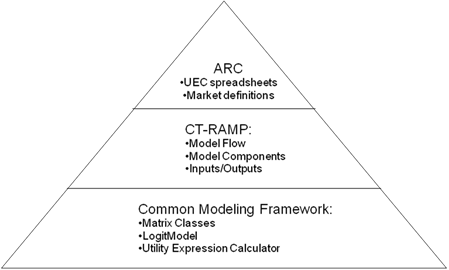 ARC
•UEC spreadsheets
•Market definitions
CT-RAMP:
•Model Flow
•Model Components
•Inputs/Outputs
Common Modeling Framework:
•Matrix Classes
•LogitModel
•Utility Expression Calculator